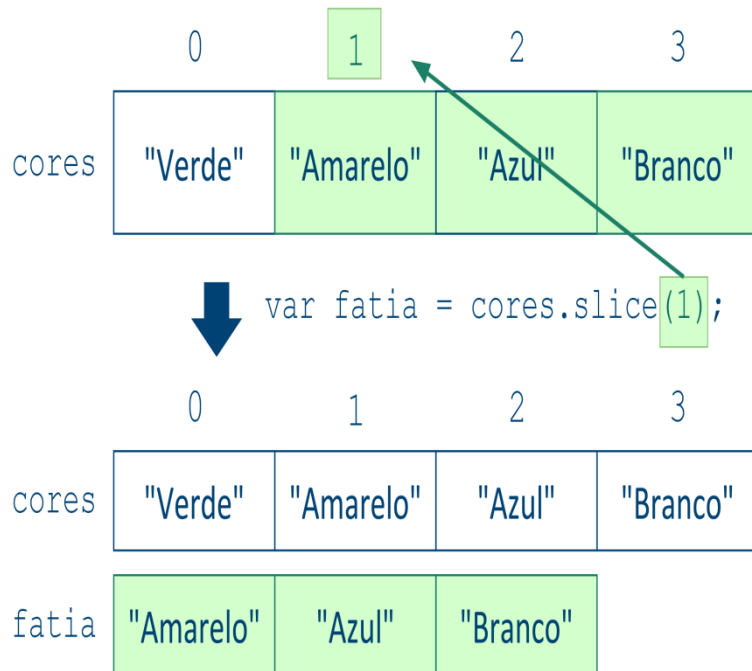 0 1 2 3
cores "Verde" "Amarelo" "Azul" "Branco"
var fatia = cores.slice(1);
0 1 2 3
cores "Verde" "Amarelo" "Azul" "Branco"
fatia "Amarelo" "Azul" "Branco"